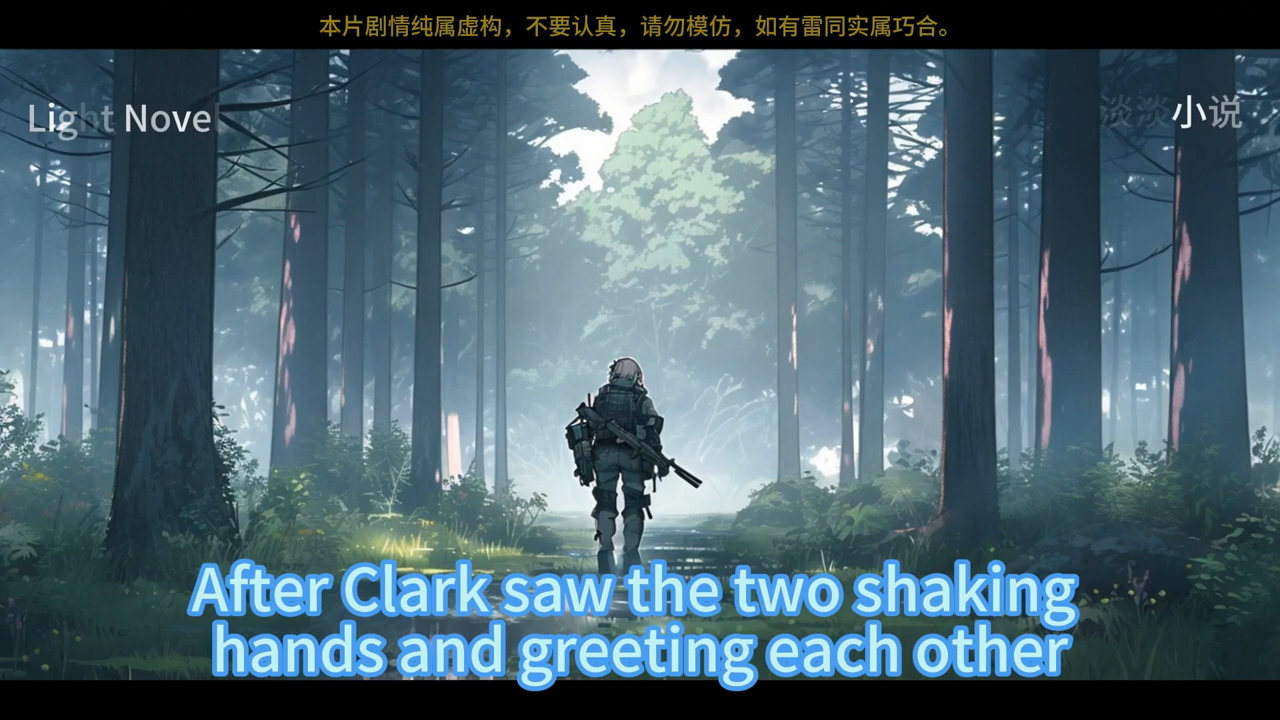 本片剧情纯属虚构，不要认真，请勿模仿，如有雷同实属巧合。
Light Novel
淡淡小说
After Clark saw the two shaking
hands and greeting each other